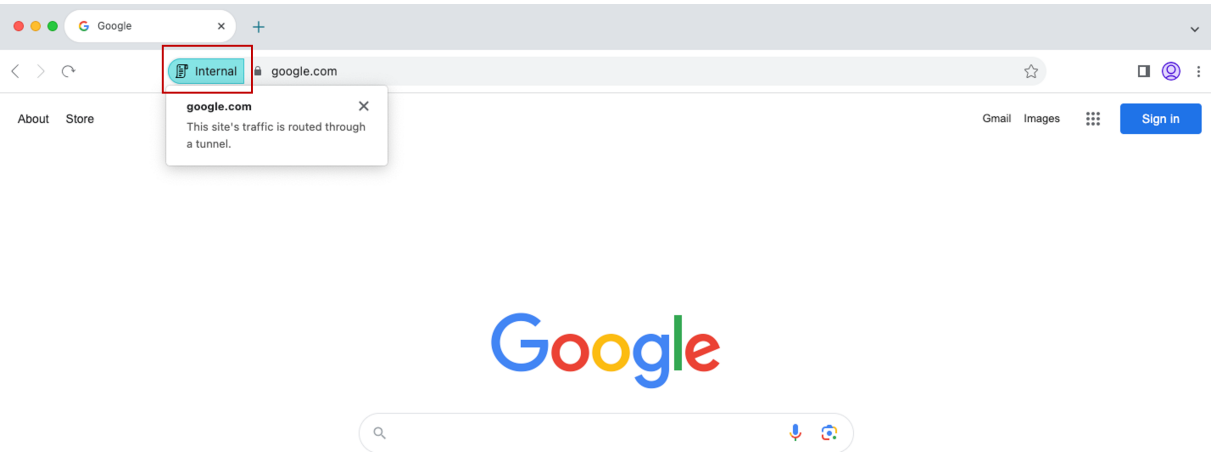 Google
Internal
google.com
google.com
This site's traffic is routed through
a tunnel.
About Store
Gmail Images
Sign in
Google